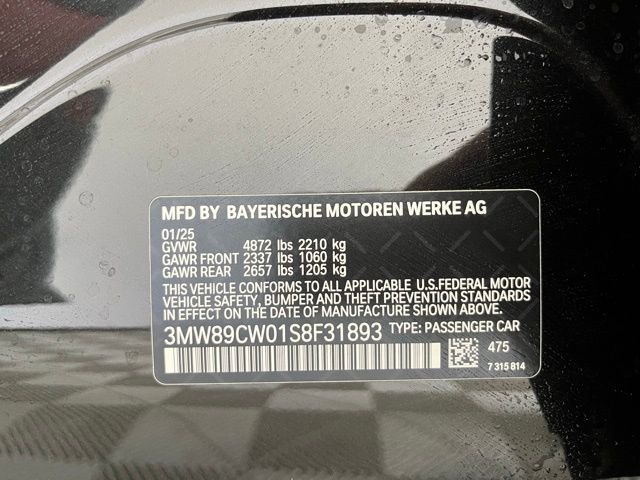 MFD BY BAYERISCHE MOTOREN WERKE AG
01/25
GVWR 4872 lbs 2210 kg
GAWR FRONT 2337 lbs 1060 kg
GAWR REAR 2657 lbs 1205 kg
THIS VEHICLE CONFORMS TO ALL APPLICABLE U.S.FEDERAL MOTOR
VEHICLE SAFETY, BUMPER AND THEFT PREVENTION STANDARDS
IN EFFECT ON THE DATE OF MANUFACTURE SHOWN ABOVE.
3MW89CW01S8F31893 TYPE: PASSENGER CAR
475
7 315 814